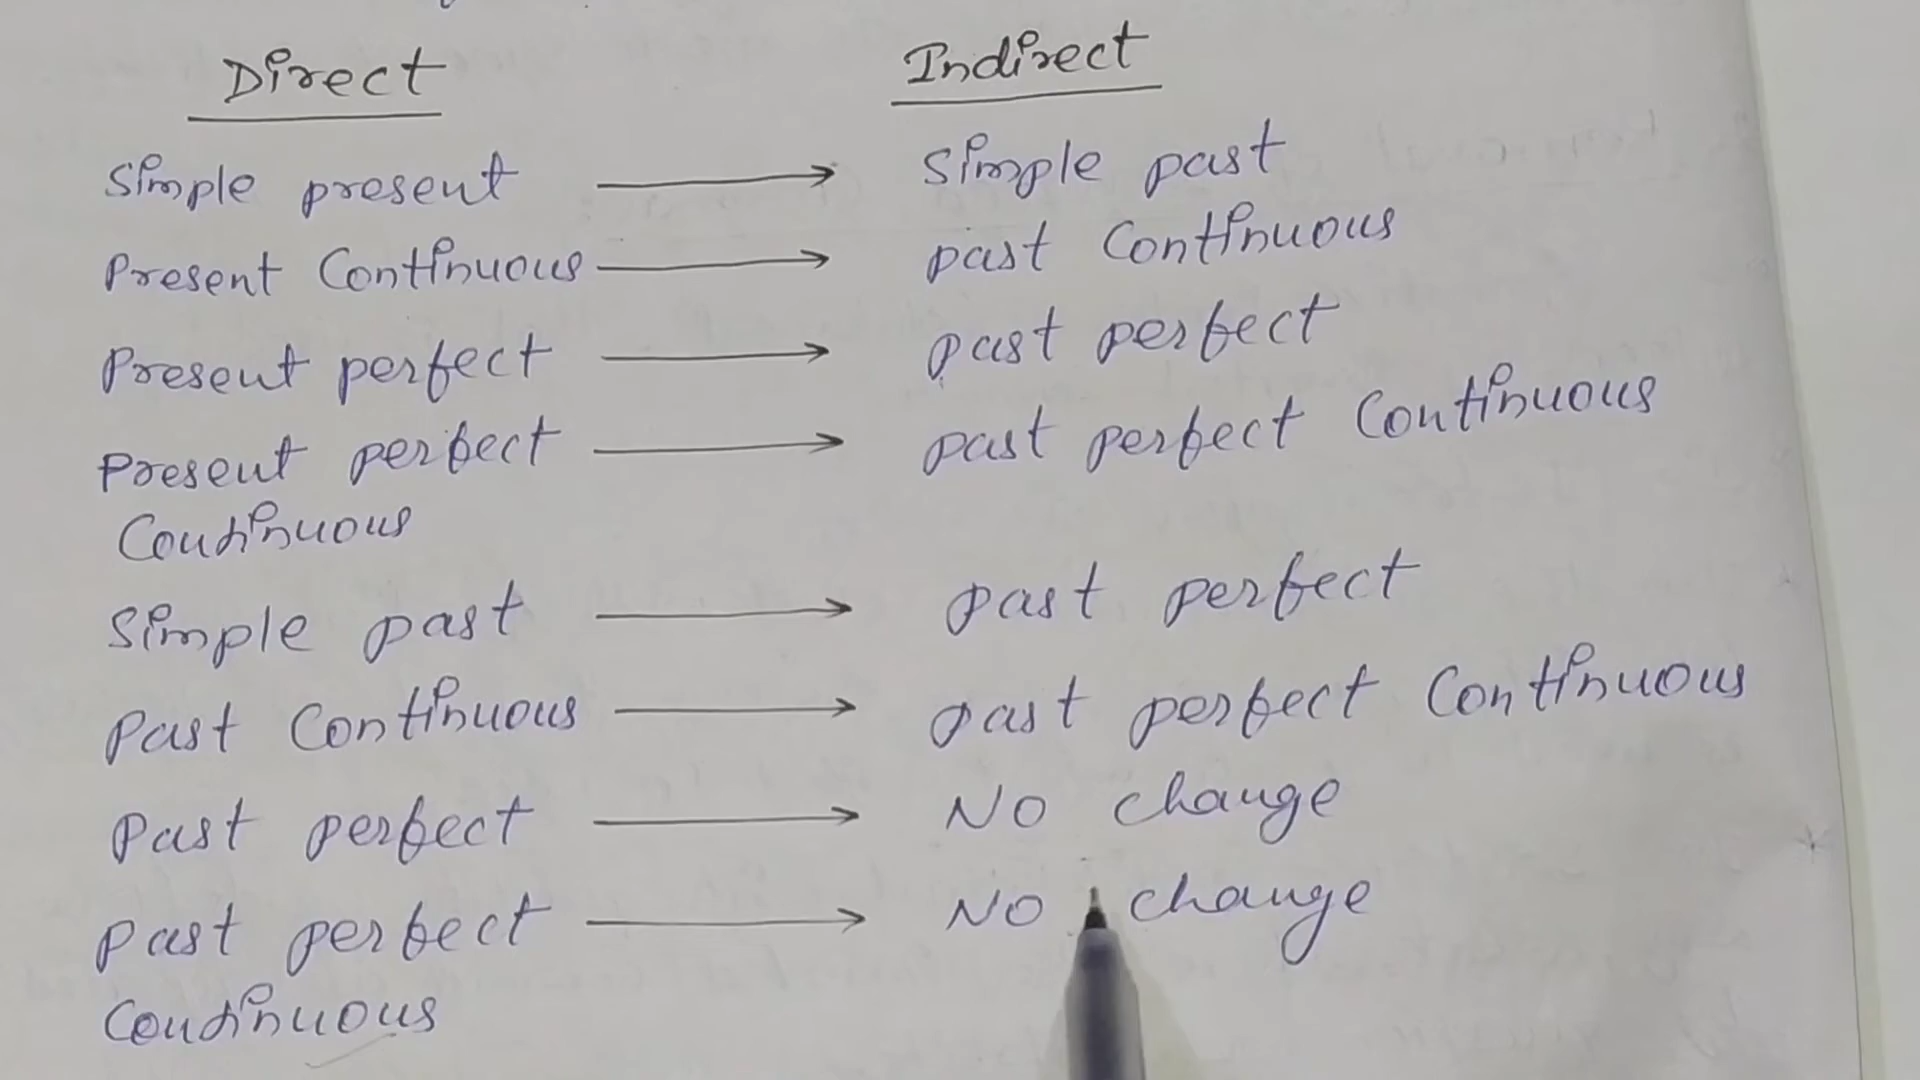 Direct Indirect
Simple present → Simple past
Present Continuous → past Continuous
Present perfect → past perfect
Present perfect → past perfect Continuous
Continuous
Simple past → past perfect
Past Continuous → past perfect Continuous
Past perfect → No change
Past perfect → No change
Continuous